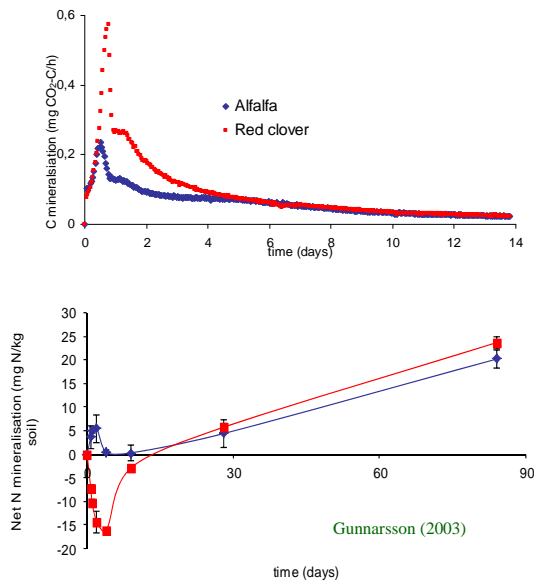 0,6
0,4
0,2
0
C mineralsiation (mg CO2-C/h)
Alfalfa
Red clover
0 2 4 6 8 10 12 14
time (days)
30
25
20
15
10
5
0
-5
-10
-15
-20
Net N mineralisation (mg N/kg
soil)
0 30 60 90
Gunnarsson (2003)
time (days)